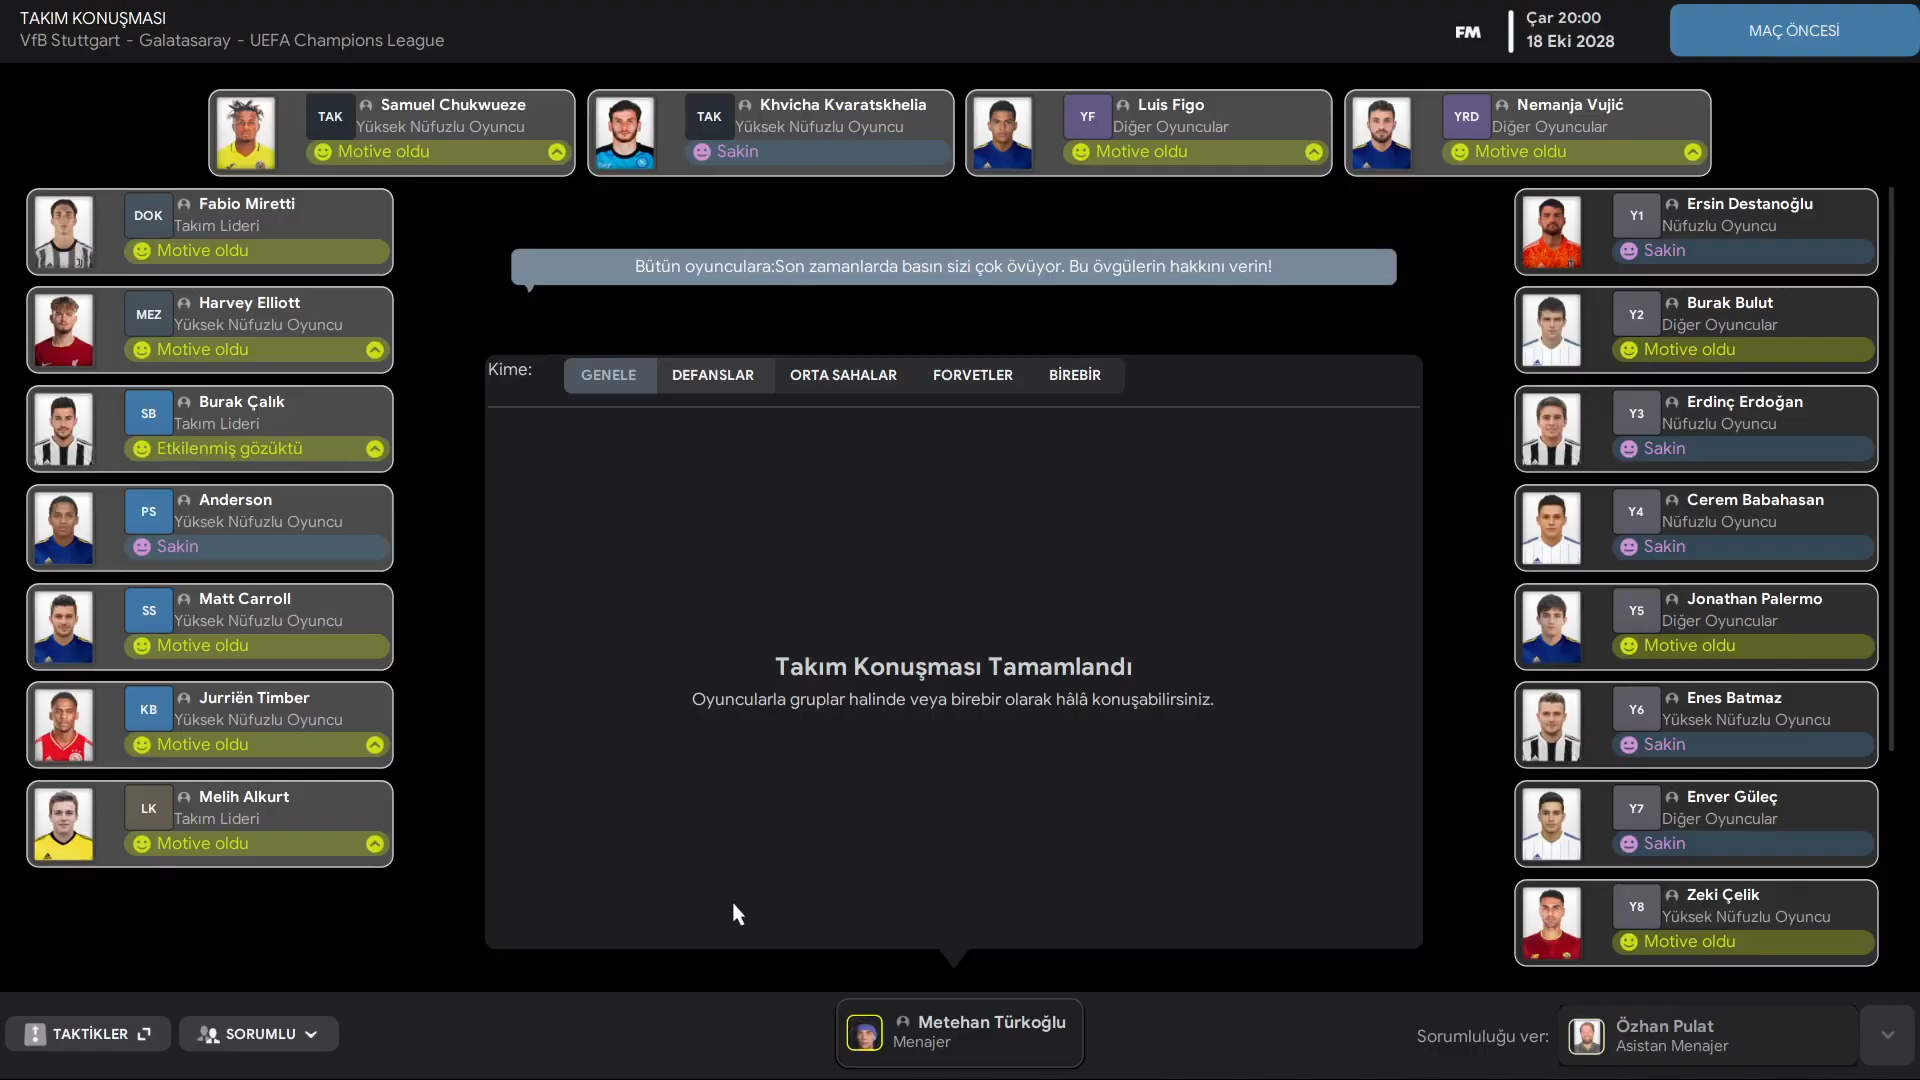 TAKIM KONUŞMASI
VfB Stuttgart - Galatasaray - UEFA Champions League
FM
Çar 20:00
18 Eki 2028
MAÇ ÖNCESİ
TAK
Samuel Chukwueze
Yüksek Nüfuzlu Oyuncu
Motive oldu
TAK
Khvicha Kvaratskhelia
Yüksek Nüfuzlu Oyuncu
Sakin
YF
Luis Figo
Diğer Oyuncular
Motive oldu
YRD
Nemanja Vujić
Diğer Oyuncular
Motive oldu
DOK
Fabio Miretti
Takım Lideri
Motive oldu
MEZ
Harvey Elliott
Yüksek Nüfuzlu Oyuncu
Motive oldu
SB
Burak Çalık
Takım Lideri
Etkilenmiş gözüktü
PS
Anderson
Yüksek Nüfuzlu Oyuncu
Sakin
SS
Matt Carroll
Yüksek Nüfuzlu Oyuncu
Motive oldu
KB
Jurriën Timber
Yüksek Nüfuzlu Oyuncu
Motive oldu
LK
Melih Alkurt
Takım Lideri
Motive oldu
Bütün oyunculara:Son zamanlarda basın sizi çok övüyor. Bu övgülerin hakkını verin!
Kime:
GENELE
DEFANSLAR
ORTA SAHALAR
FORVETLER
BİREBİR
Takım Konuşması Tamamlandı
Oyuncularla gruplar halinde veya birebir olarak hâlâ konuşabilirsiniz.
Y1
Ersin Destanoğlu
Nüfuzlu Oyuncu
Sakin
Y2
Burak Bulut
Diğer Oyuncular
Motive oldu
Y3
Erdinç Erdoğan
Nüfuzlu Oyuncu
Sakin
Y4
Cerem Babahasan
Nüfuzlu Oyuncu
Sakin
Y5
Jonathan Palermo
Diğer Oyuncular
Motive oldu
Y6
Enes Batmaz
Yüksek Nüfuzlu Oyuncu
Sakin
Y7
Enver Güleç
Diğer Oyuncular
Sakin
Y8
Zeki Çelik
Yüksek Nüfuzlu Oyuncu
Motive oldu
TAKTİKLER
SORUMLU
Metehan Türkoğlu
Menajer
Sorumluluğu ver:
Özhan Pulat
Asistan Menajer